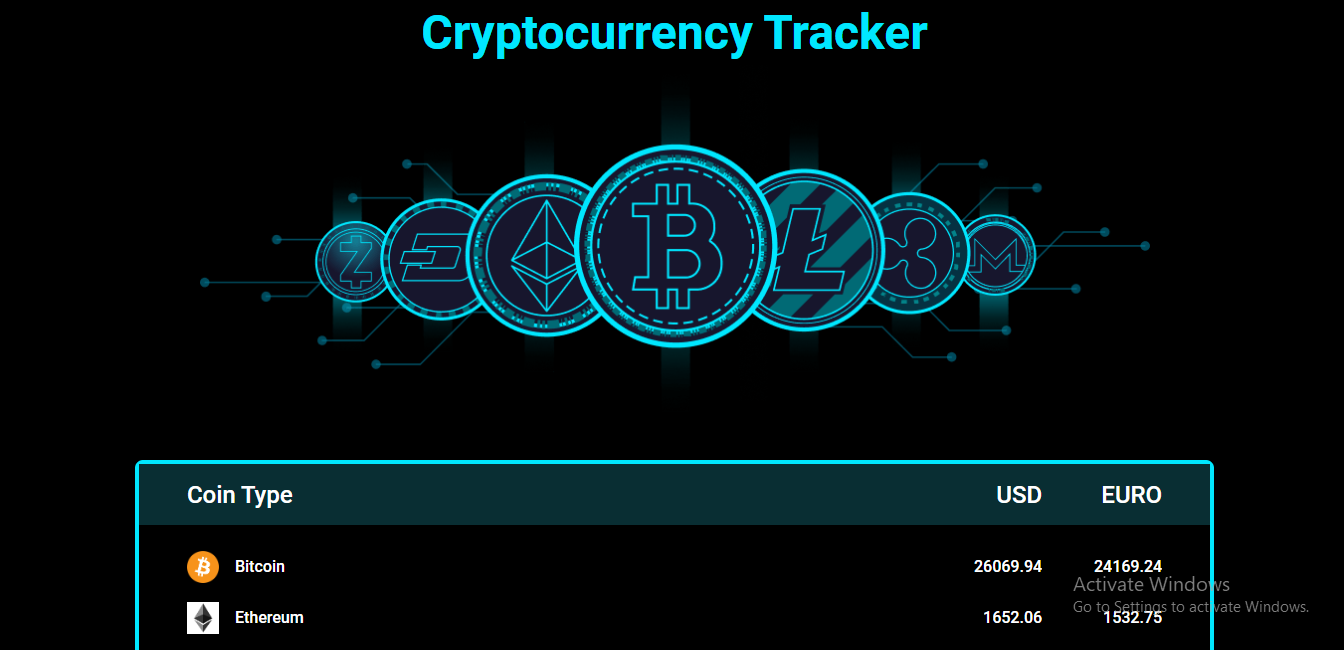 Cryptocurrency Tracker
Coin Type USD EURO
Bitcoin 26069.94 24169.24
Activate Windows
Go to Settings to activate Windows.
Ethereum 1652.06 1532.75